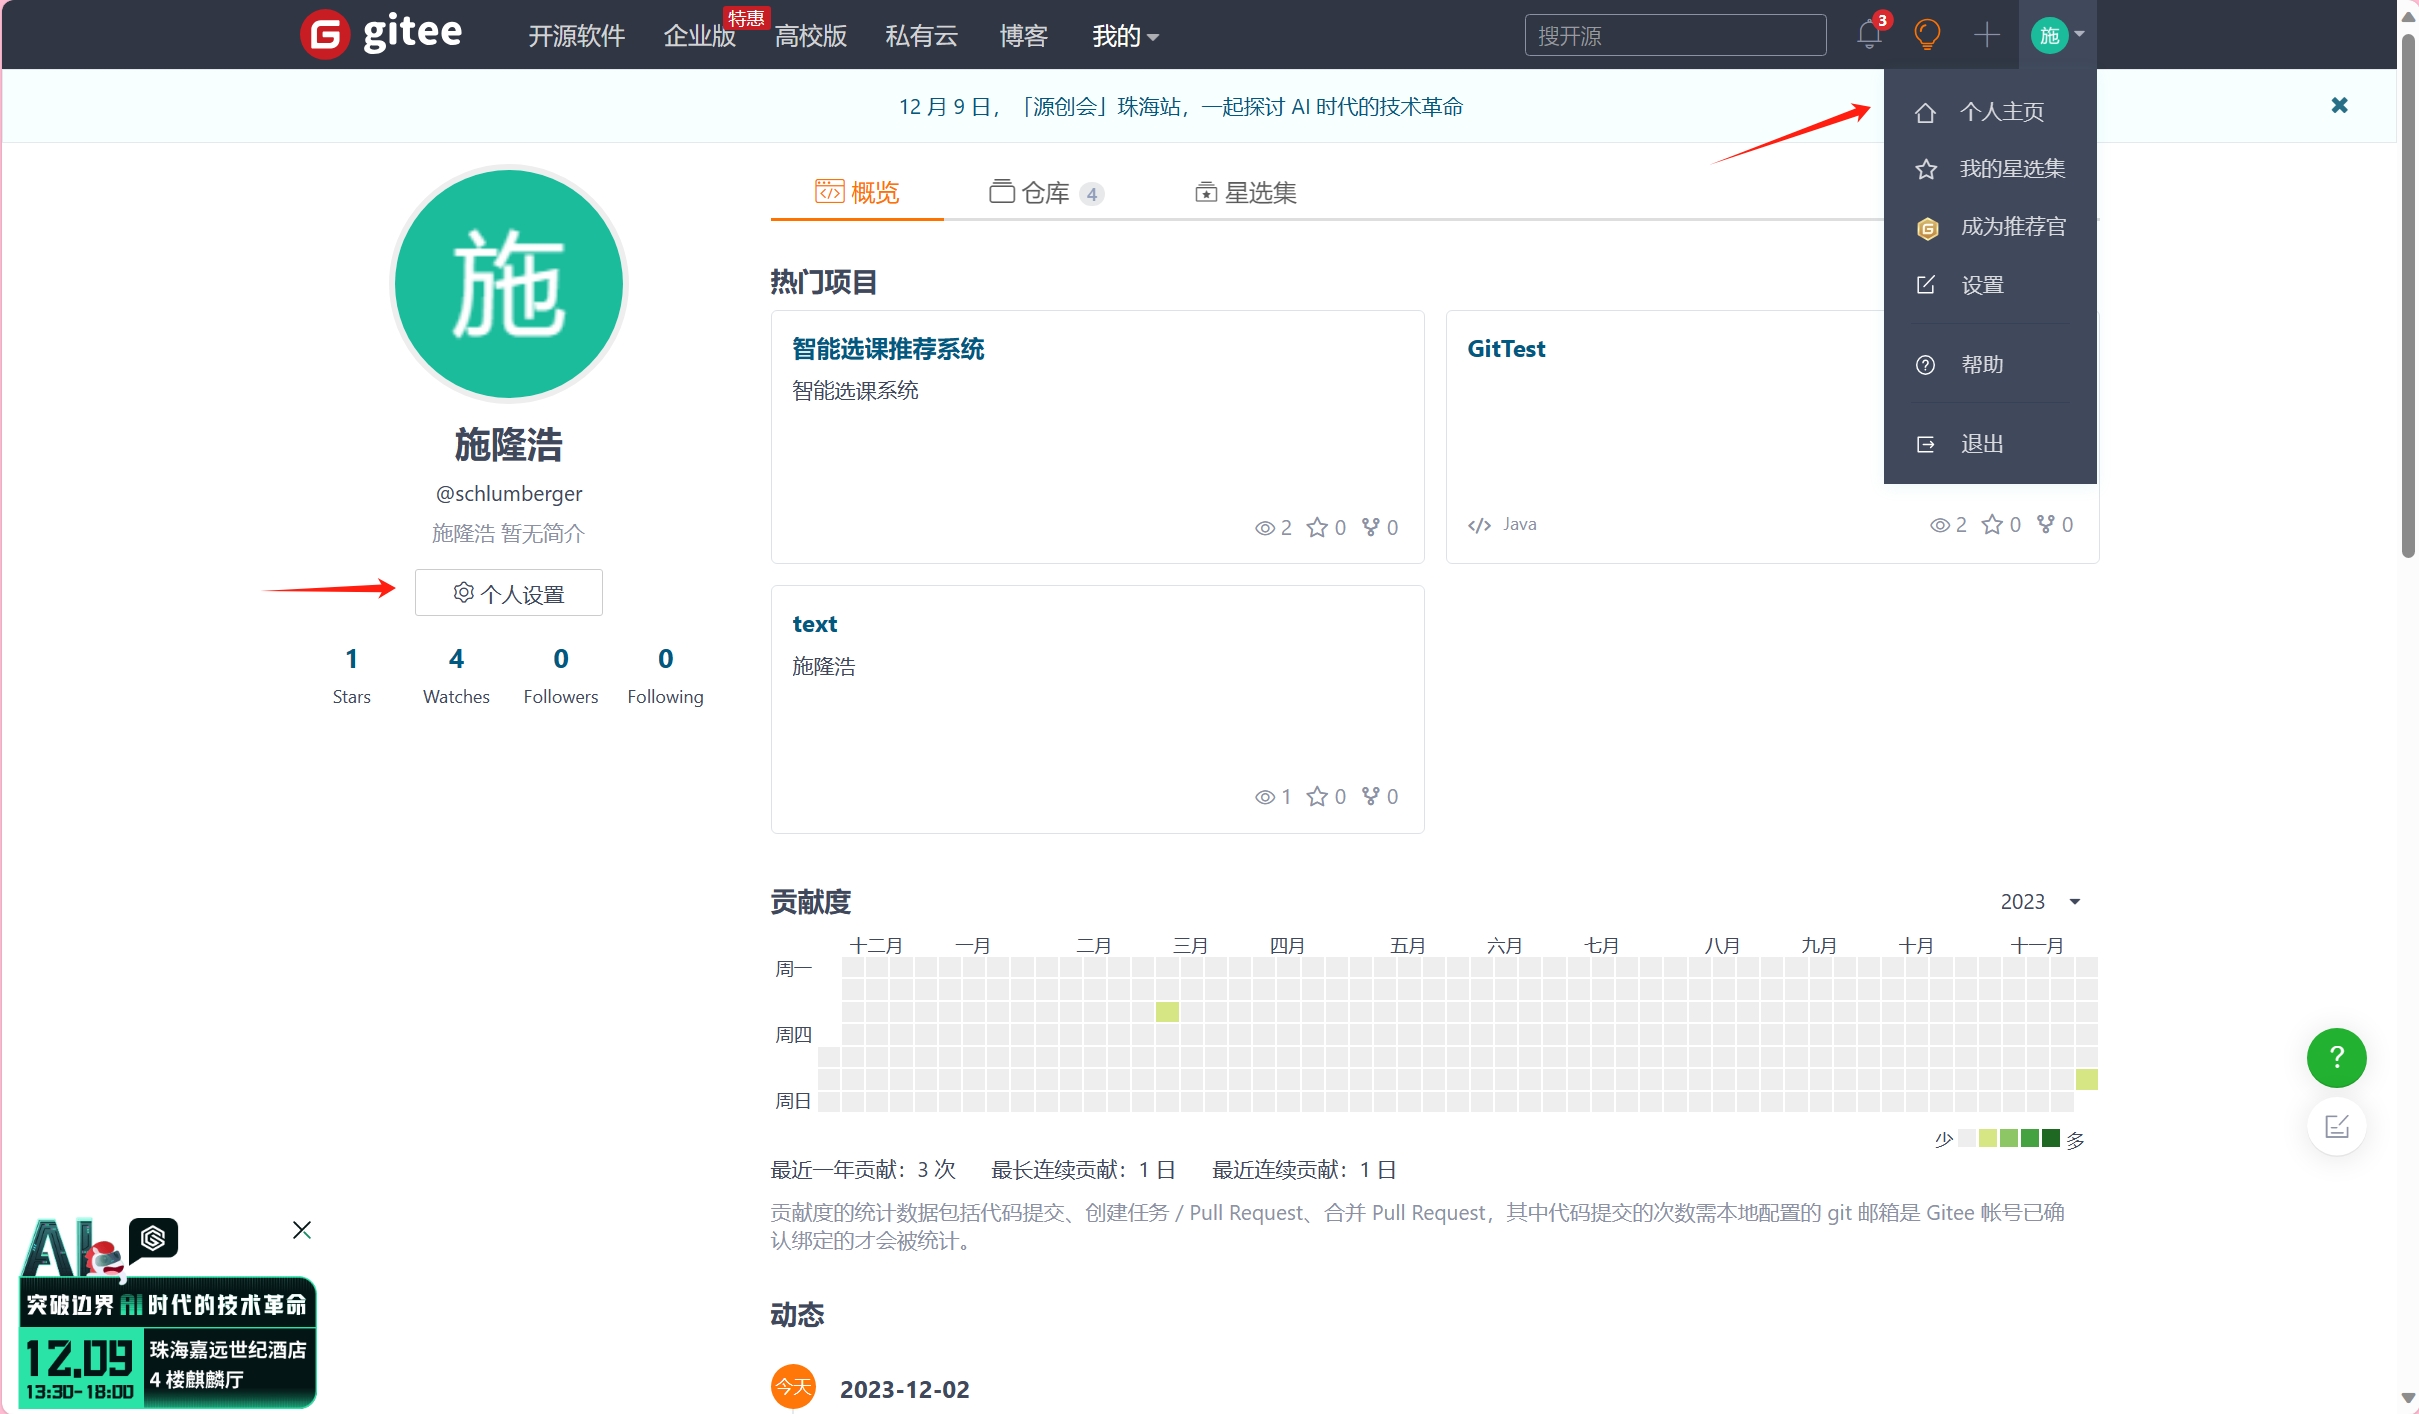 gitee
开源软件
企业版
特惠
高校版
私有云
博客
我的
搜开源
3
施
12 月 9 日，「源创会」珠海站，一起探讨 AI 时代的技术革命
个人主页
我的星选集
成为推荐官
设置
帮助
退出
施
施隆浩
@schlumberger
施隆浩 暂无简介
个人设置
1 4 0 0
Stars Watches Followers Following
概览 仓库 4 星选集
热门项目
智能选课推荐系统
智能选课系统
2 0 0
GitTest
Java
2 0 0
text
施隆浩
1 0 0
贡献度
2023
十二月 一月 二月 三月 四月 五月 六月 七月 八月 九月 十月 十一月
周一
周四
周日
少 多
最近一年贡献：3 次 最长连续贡献：1 日 最近连续贡献：1 日
贡献度的统计数据包括代码提交、创建任务 / Pull Request、合并 Pull Request，其中代码提交的次数需本地配置的 git 邮箱是 Gitee 帐号已确
认绑定的才会被统计。
动态
今天 2023-12-02
?
AI
突破边界 AI 时代的技术革命
12.09
13:30-18:00
珠海嘉远世纪酒店
4 楼麒麟厅